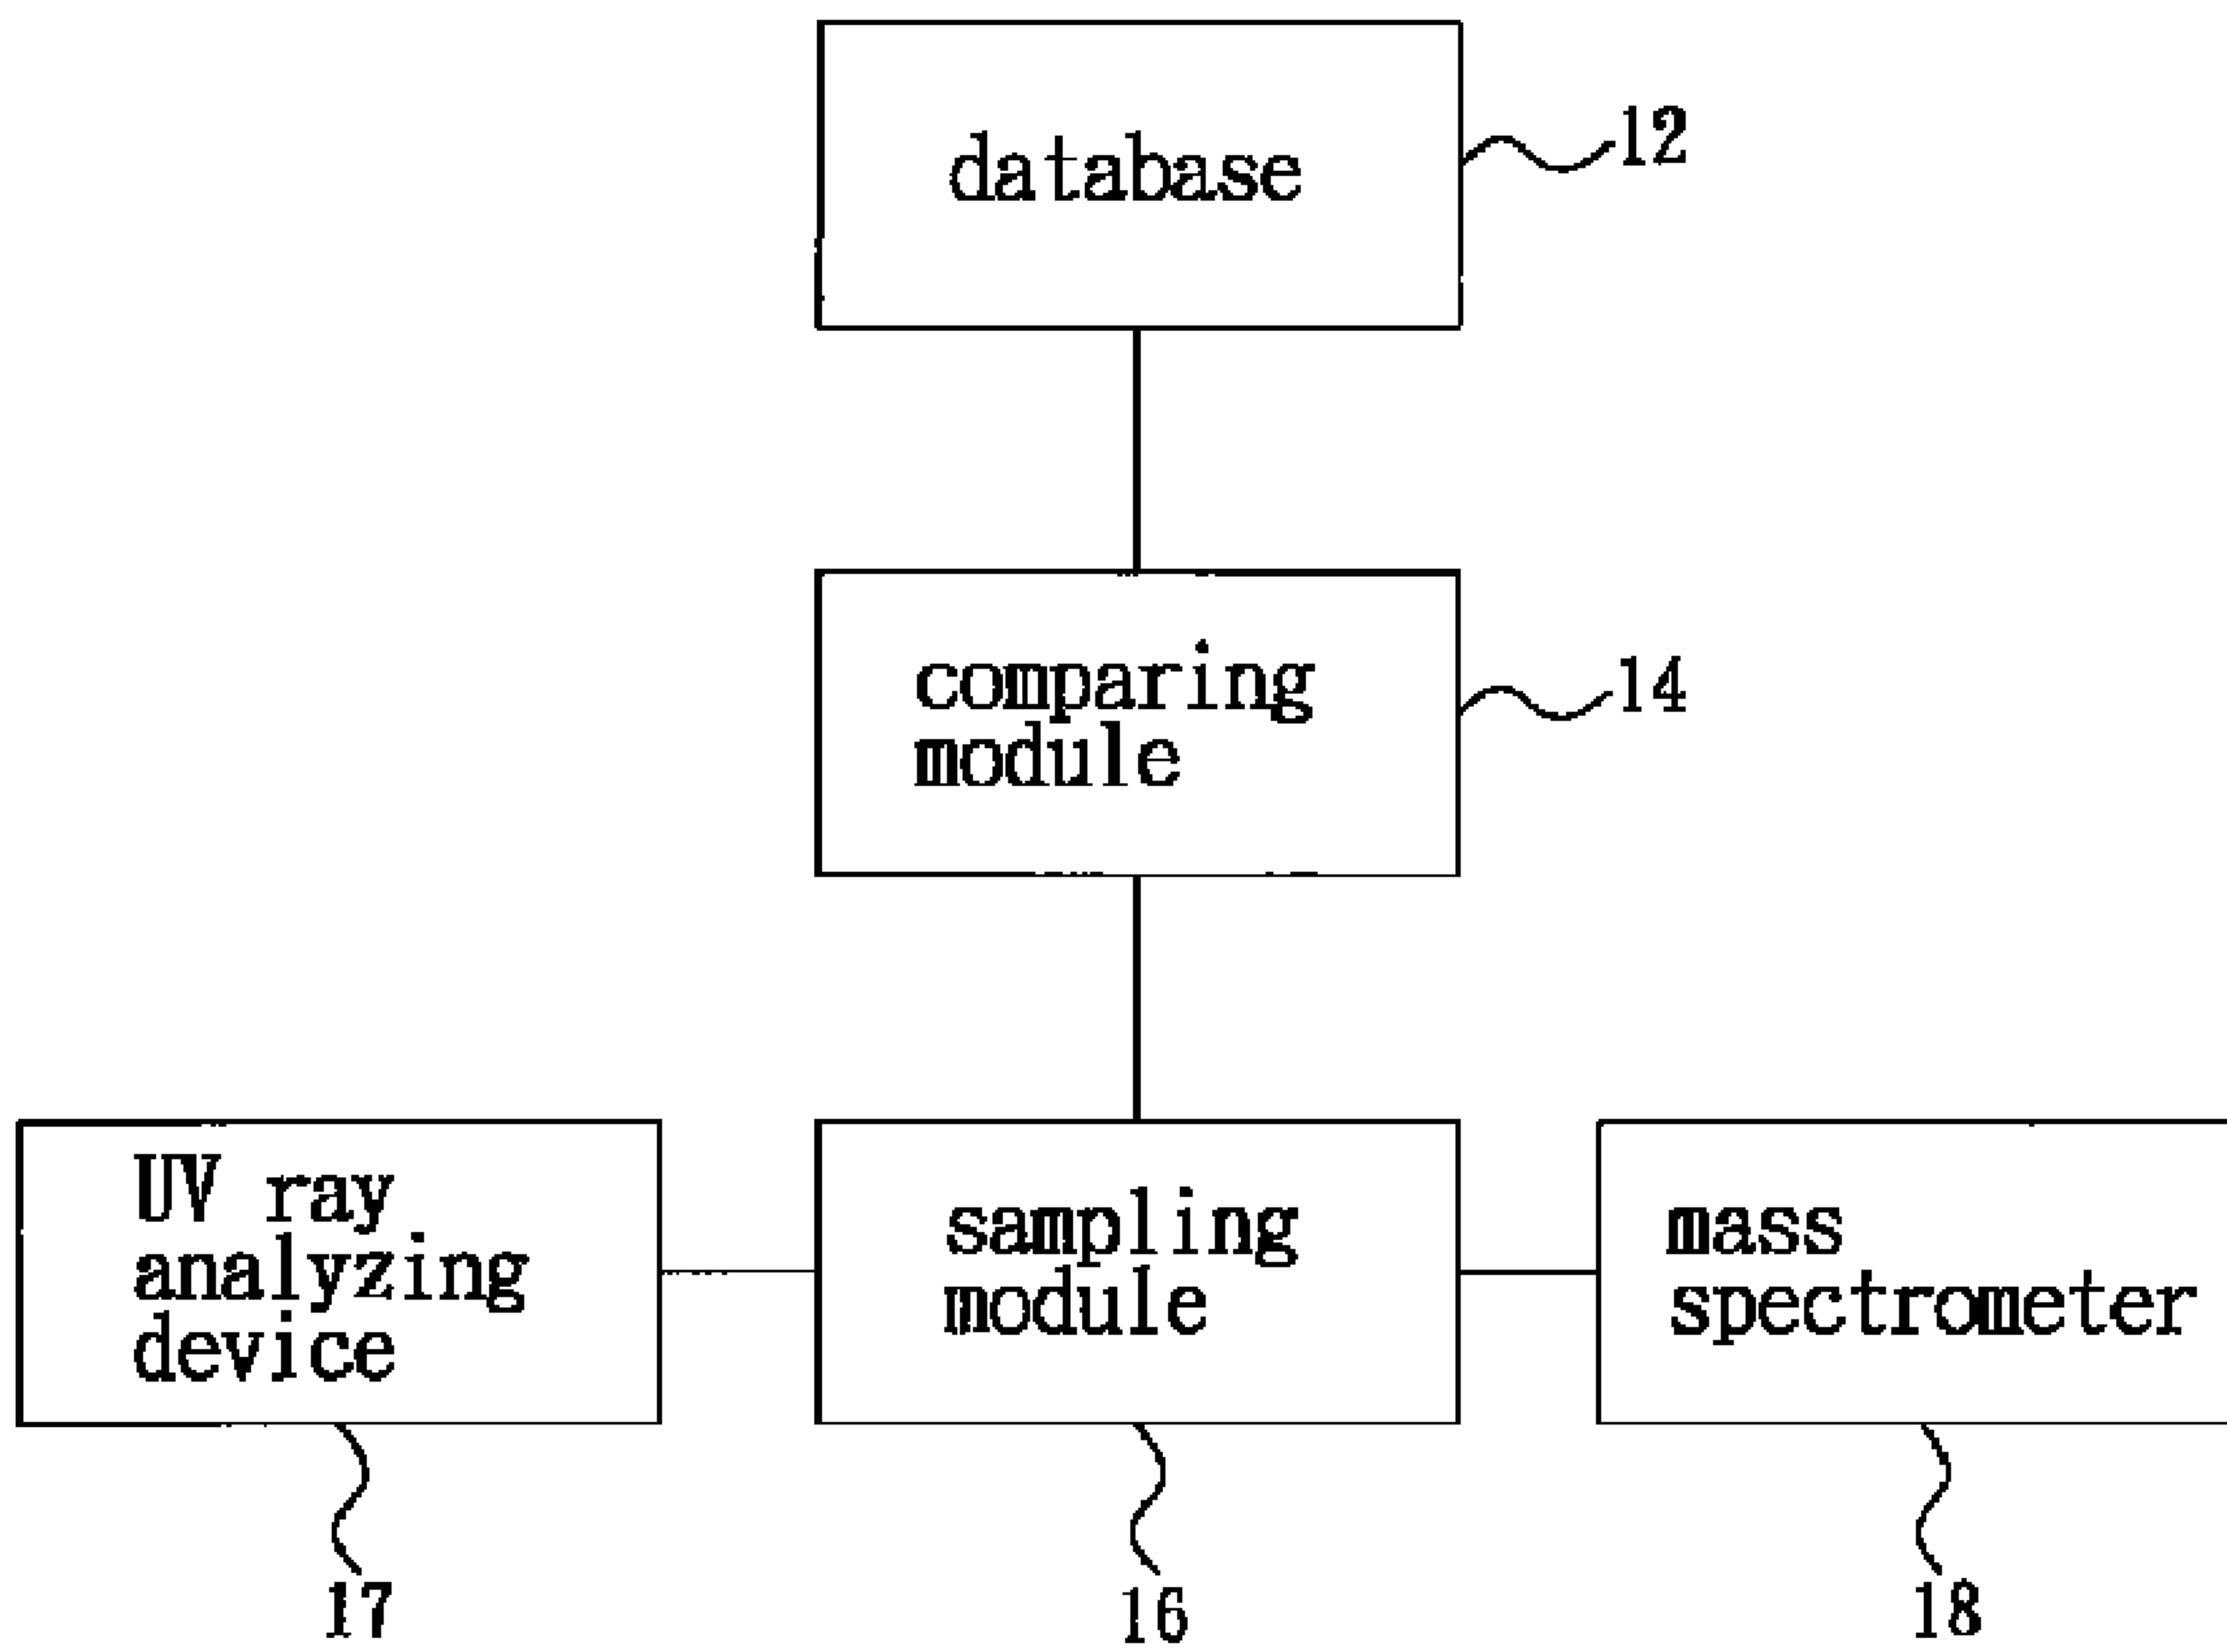 database
12
comparing
module
14
UV ray
analyzing
device
sampling
module
mass
spectrometer
17
16
18